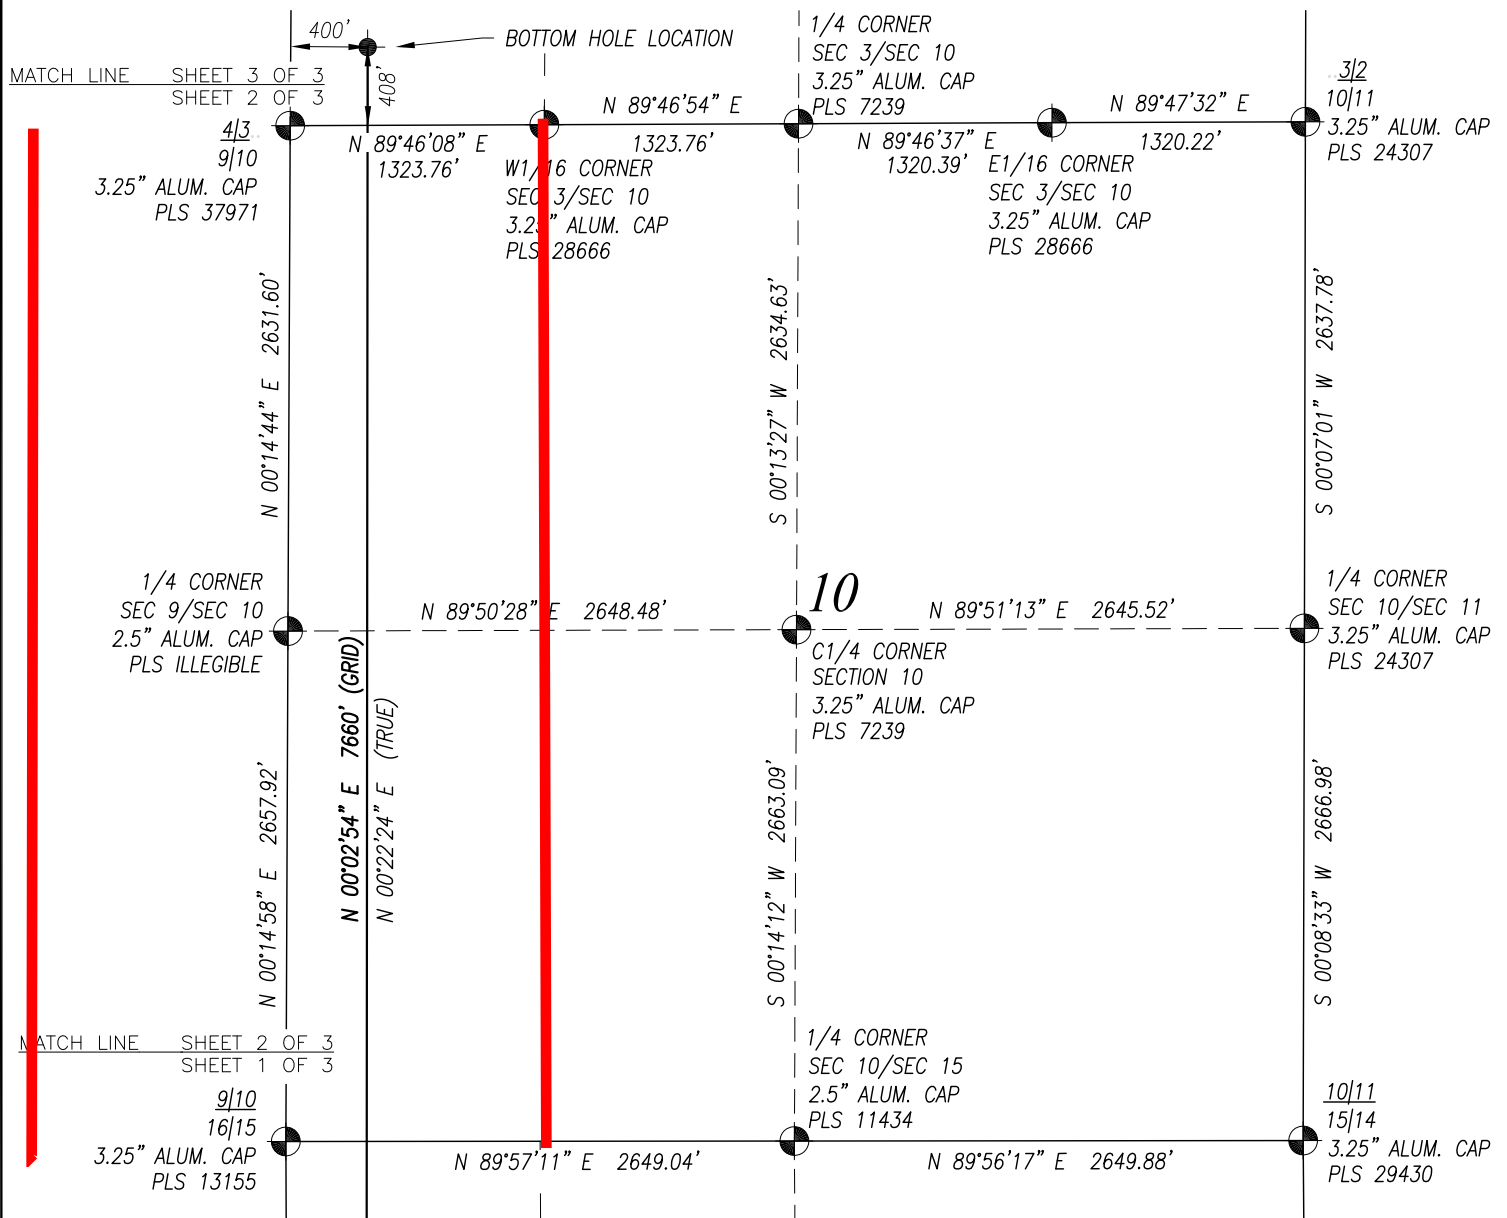 400'
BOTTOM HOLE LOCATION
408'
1/4 CORNER
SEC 3/SEC 10
3.25" ALUM. CAP
PLS 7239
MATCH LINE SHEET 3 OF 3
SHEET 2 OF 3
3|2
10|11
3.25" ALUM. CAP
PLS 24307
4|3
9|10
3.25" ALUM. CAP
PLS 37971
N 89°46'08" E
1323.76'
N 89°46'54" E
1323.76'
N 89°46'37" E
1320.39'
N 89°47'32" E
1320.22'
W1/16 CORNER
SEC 3/SEC 10
3.25" ALUM. CAP
PLS 28666
E1/16 CORNER
SEC 3/SEC 10
3.25" ALUM. CAP
PLS 28666
N 00°14'44" E 2631.60'
S 00°13'27" W 2634.63'
S 00°07'01" W 2637.78'
1/4 CORNER
SEC 9/SEC 10
2.5" ALUM. CAP
PLS ILLEGIBLE
N 89°50'28" E 2648.48'
10
N 89°51'13" E 2645.52'
1/4 CORNER
SEC 10/SEC 11
3.25" ALUM. CAP
PLS 24307
C1/4 CORNER
SECTION 10
3.25" ALUM. CAP
PLS 7239
N 00°02'54" E 7660' (GRID)
N 00°22'24" E (TRUE)
N 00°14'58" E 2657.92'
S 00°14'12" W 2663.09'
S 00°08'33" W 2666.98'
MATCH LINE SHEET 2 OF 3
SHEET 1 OF 3
9|10
16|15
3.25" ALUM. CAP
PLS 13155
1/4 CORNER
SEC 10/SEC 15
2.5" ALUM. CAP
PLS 11434
10|11
15|14
3.25" ALUM. CAP
PLS 29430
N 89°57'11" E 2649.04'
N 89°56'17" E 2649.88'